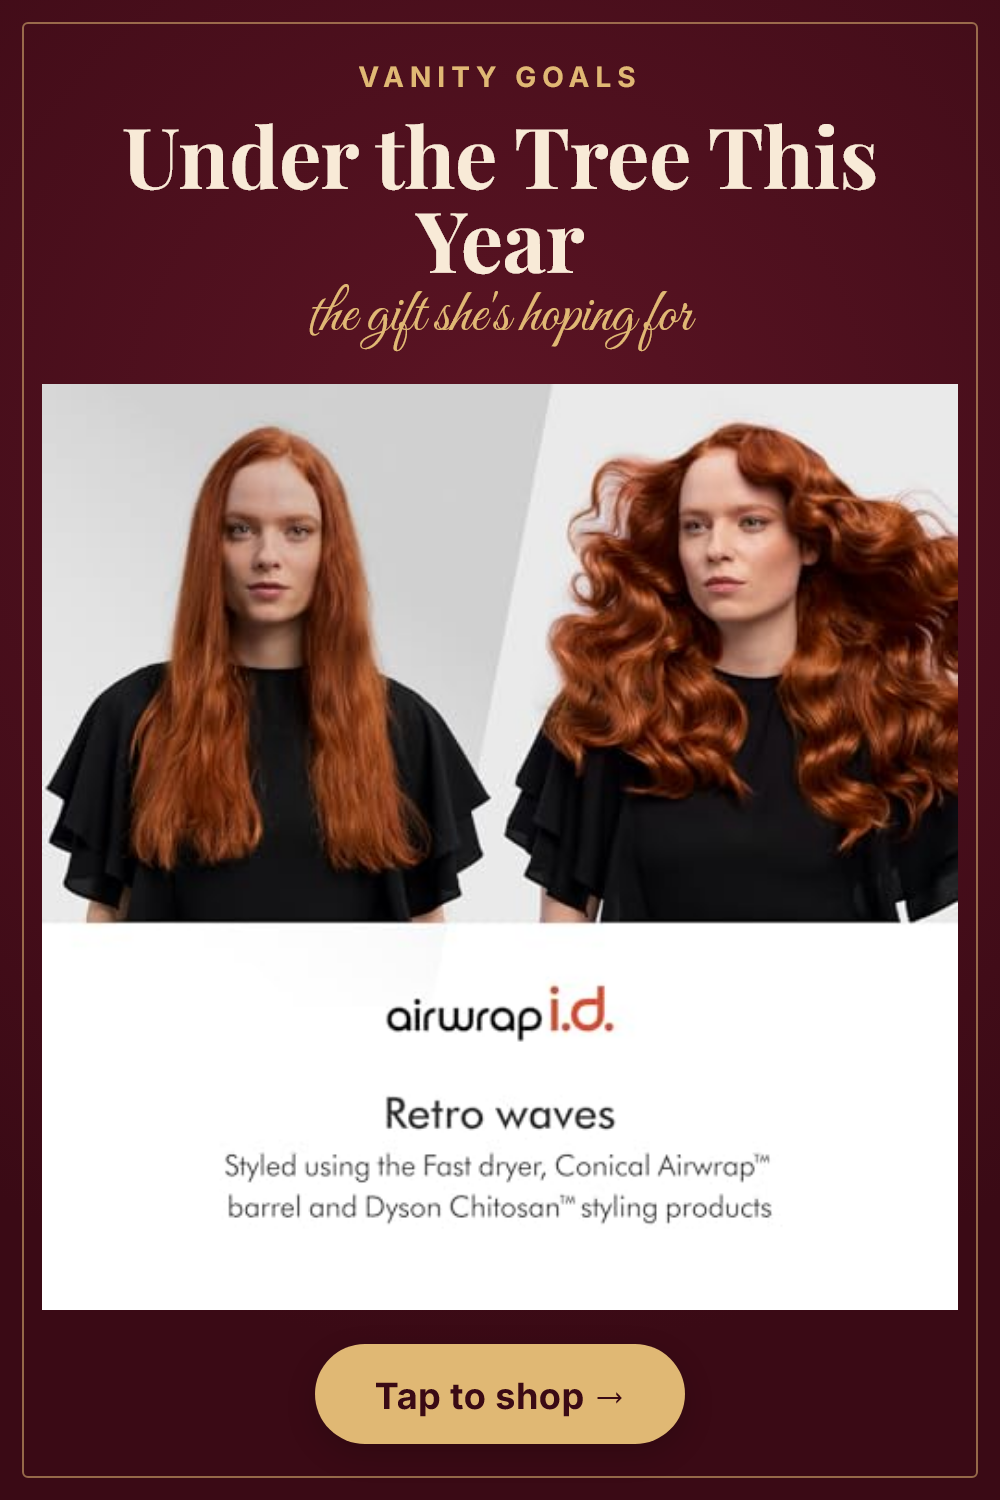 VANITY GOALS
Under the Tree This
Year
the gift she's hoping for
airwrap i.d.
Retro waves
Styled using the Fast dryer, Conical Airwrap™
barrel and Dyson Chitosan™ styling products
Tap to shop →